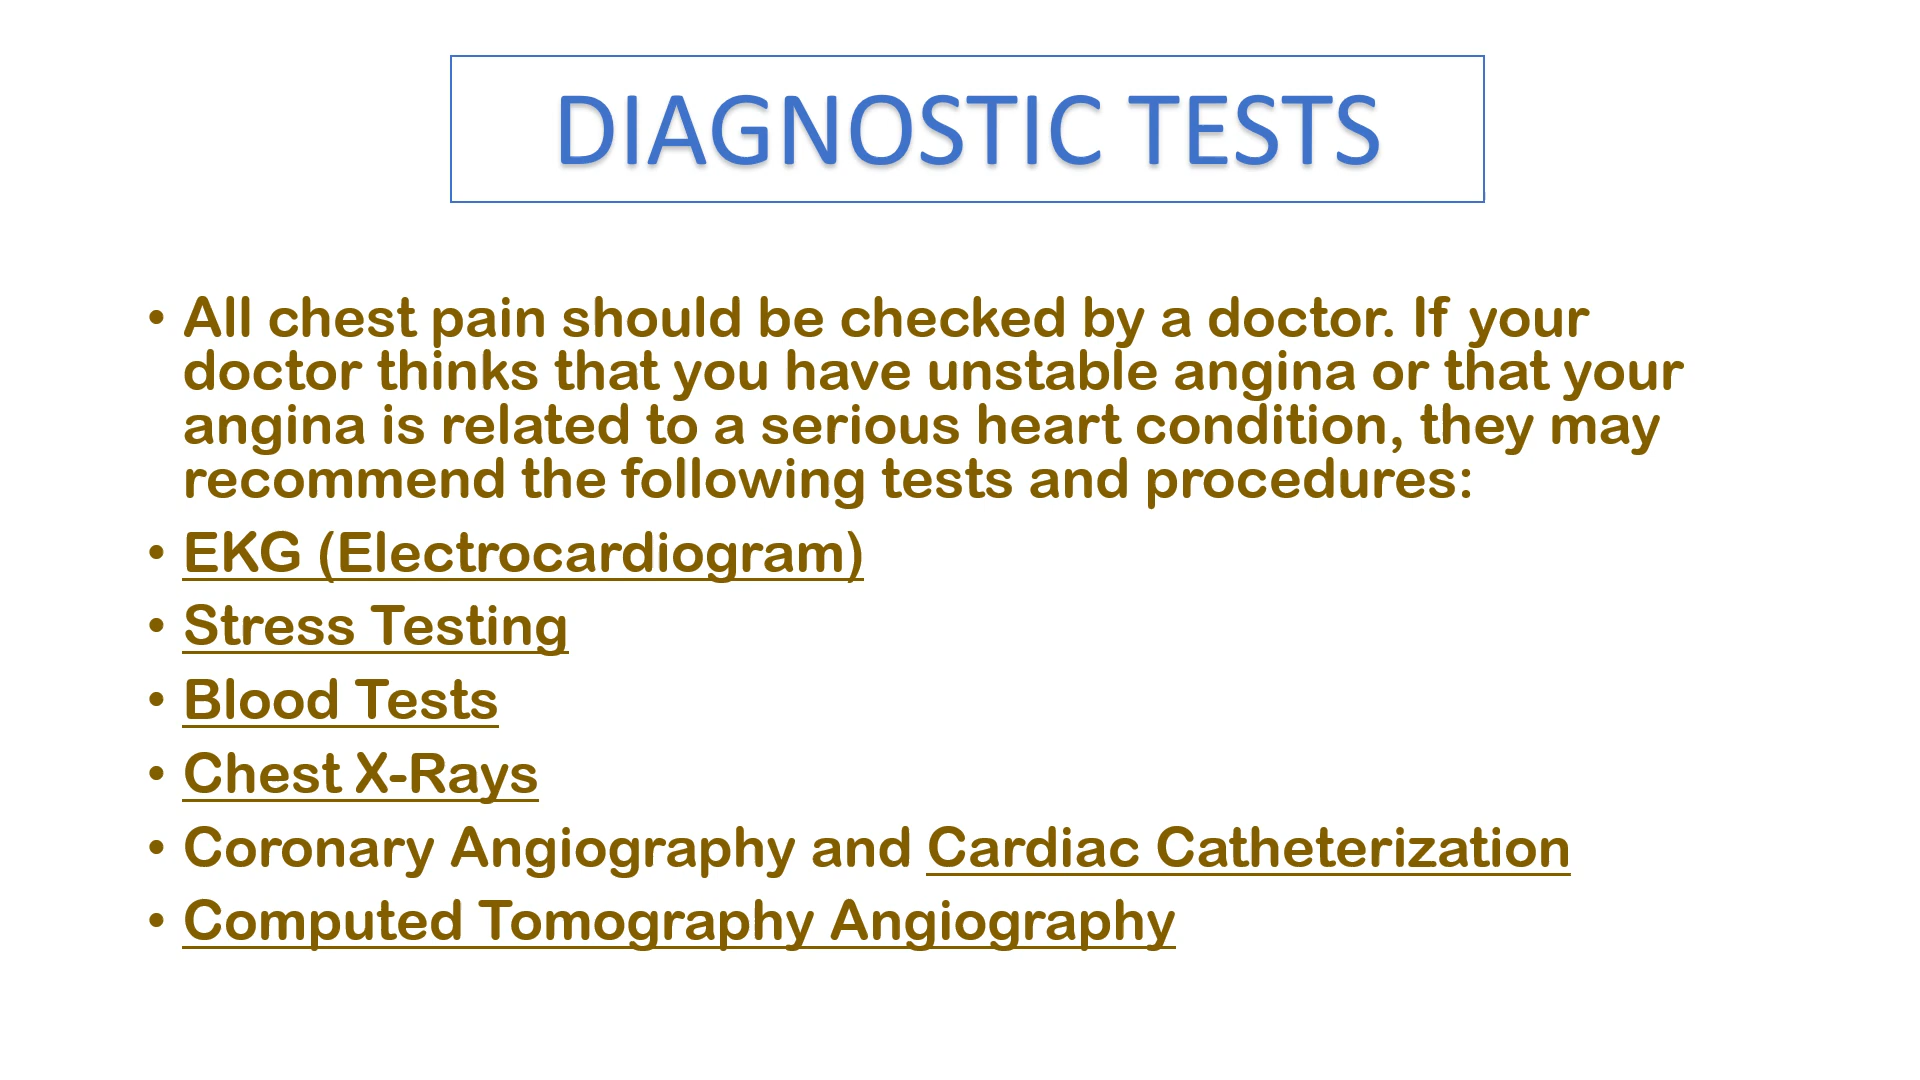 DIAGNOSTIC TESTS
• All chest pain should be checked by a doctor. If your
doctor thinks that you have unstable angina or that your
angina is related to a serious heart condition, they may
recommend the following tests and procedures:
• EKG (Electrocardiogram)
• Stress Testing
• Blood Tests
• Chest X-Rays
• Coronary Angiography and Cardiac Catheterization
• Computed Tomography Angiography